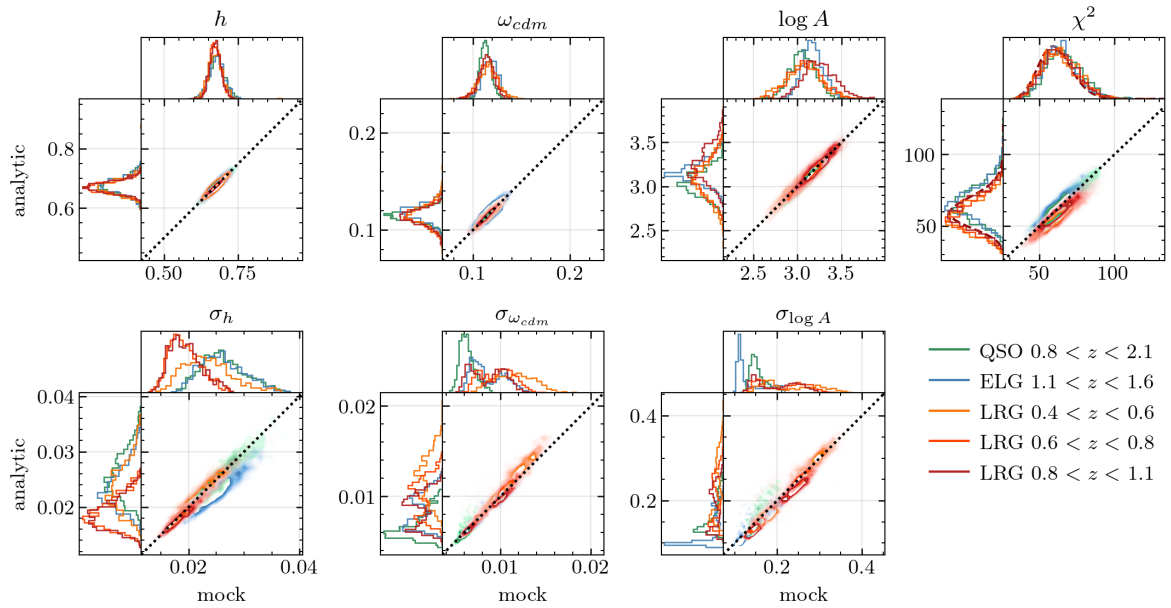 h
ω_cdm
log A
χ²
analytic
0.8
0.6
0.50
0.75
0.2
0.1
0.1
0.2
3.5
3.0
2.5
2.5
3.0
3.5
100
50
50
100
σ_h
σ_ω_cdm
σ_log A
analytic
0.04
0.03
0.02
0.02
0.04
mock
0.02
0.01
0.01
0.02
mock
0.4
0.2
0.2
0.4
mock
QSO 0.8 < z < 2.1
ELG 1.1 < z < 1.6
LRG 0.4 < z < 0.6
LRG 0.6 < z < 0.8
LRG 0.8 < z < 1.1